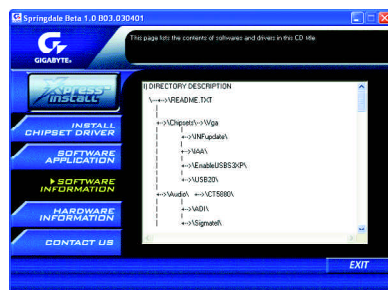 Springdale Beta 1.0 B03.030401
GIGABYTE
This page lists the contents of softwares and drivers in this CD title
Xpress
Install
INSTALL
CHIPSET DRIVER
SOFTWARE
APPLICATION
SOFTWARE
INFORMATION
HARDWARE
INFORMATION
CONTACT US
I) DIRECTORY DESCRIPTION
\--+->\README.TXT
|
+->\Chipsets\-->Vga
| +->\INFupdate\
| +->\IAA\
| +->\EnableUSBS3XP\
| +->\USB20\
+->\Audio\ +->\CT5880\
| +->\ADI\
| +->\Sigmatel\
EXIT